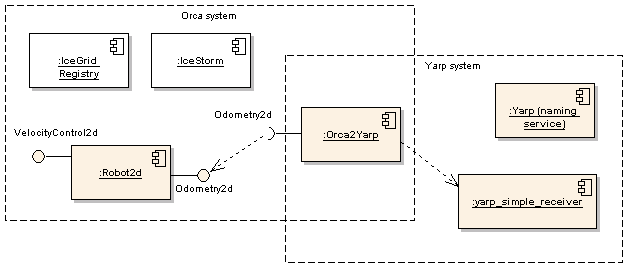 Orca system
:IceGrid
Registry
:IceStorm
Yarp system
Odometry2d
:Yarp (naming
service)
VelocityControl2d
:Orca2Yarp
:Robot2d
Odometry2d
:yarp_simple_receiver